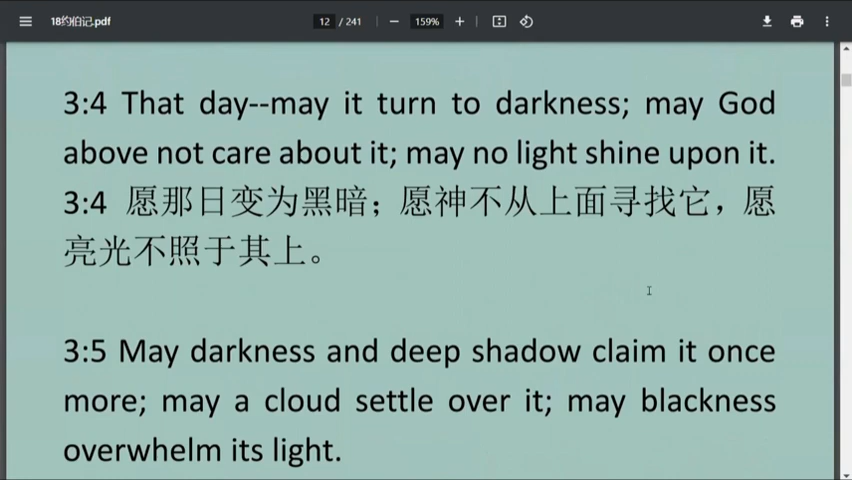 18约伯记.pdf
12 / 241
159%
3:4 That day--may it turn to darkness; may God
above not care about it; may no light shine upon it.
3:4 愿那日变为黑暗；愿神不从上面寻找它，愿
亮光不照于其上。
3:5 May darkness and deep shadow claim it once
more; may a cloud settle over it; may blackness
overwhelm its light.